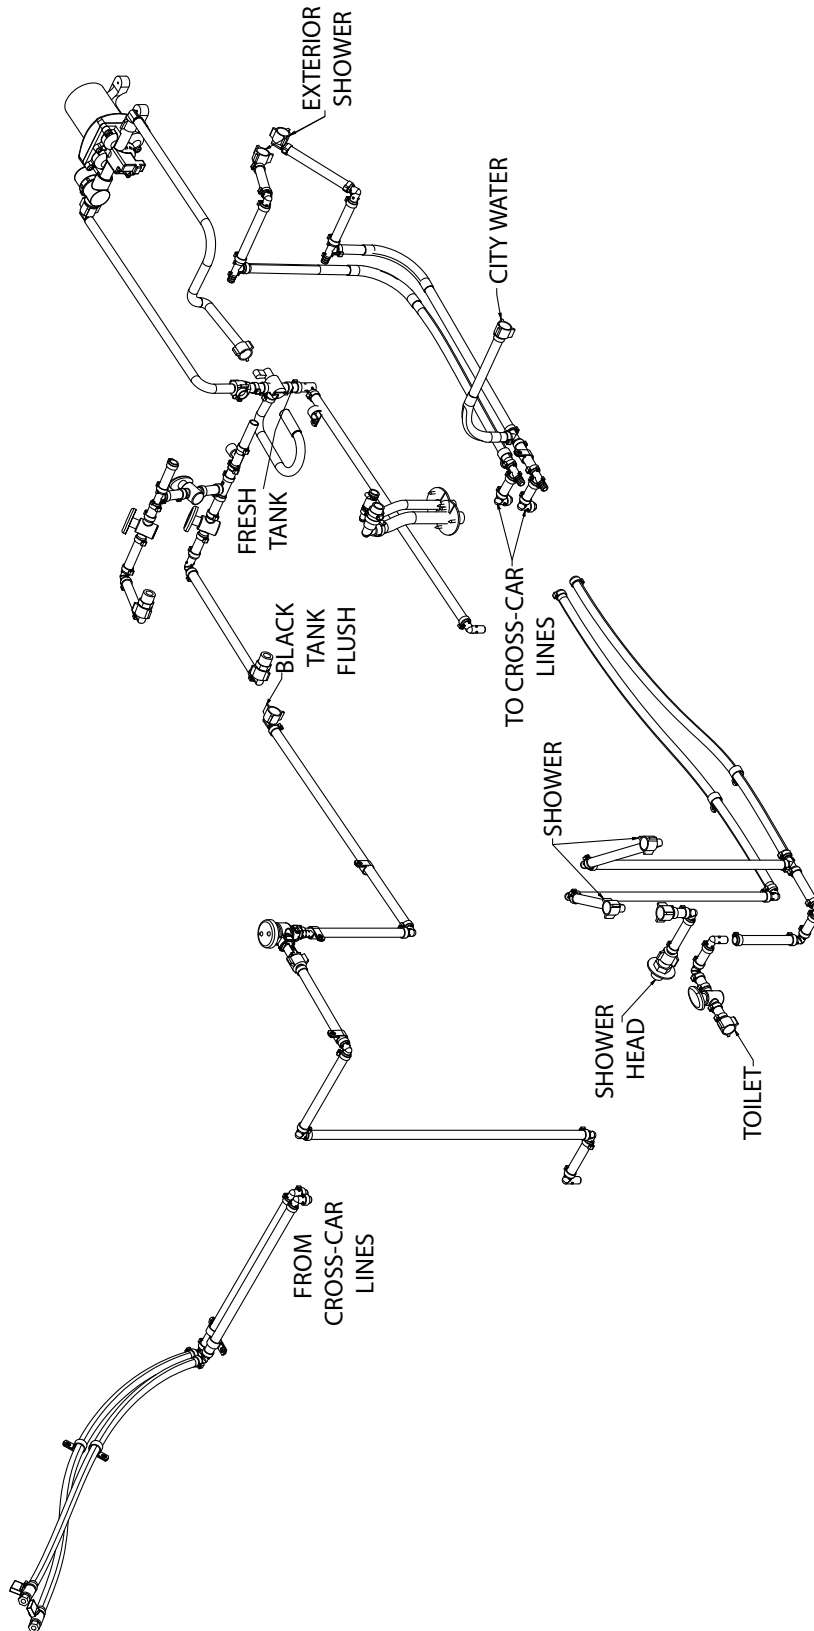 EXTERIOR
SHOWER
CITY WATER
FRESH
TANK
BLACK
TANK
FLUSH
TO CROSS-CAR
LINES
SHOWER
SHOWER
HEAD
TOILET
FROM
CROSS-CAR
LINES